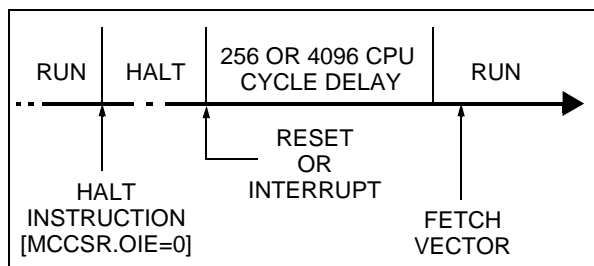 RUN
HALT
256 OR 4096 CPU
CYCLE DELAY
RUN
RESET
OR
INTERRUPT
HALT
INSTRUCTION
[MCCSR.OIE=0]
FETCH
VECTOR